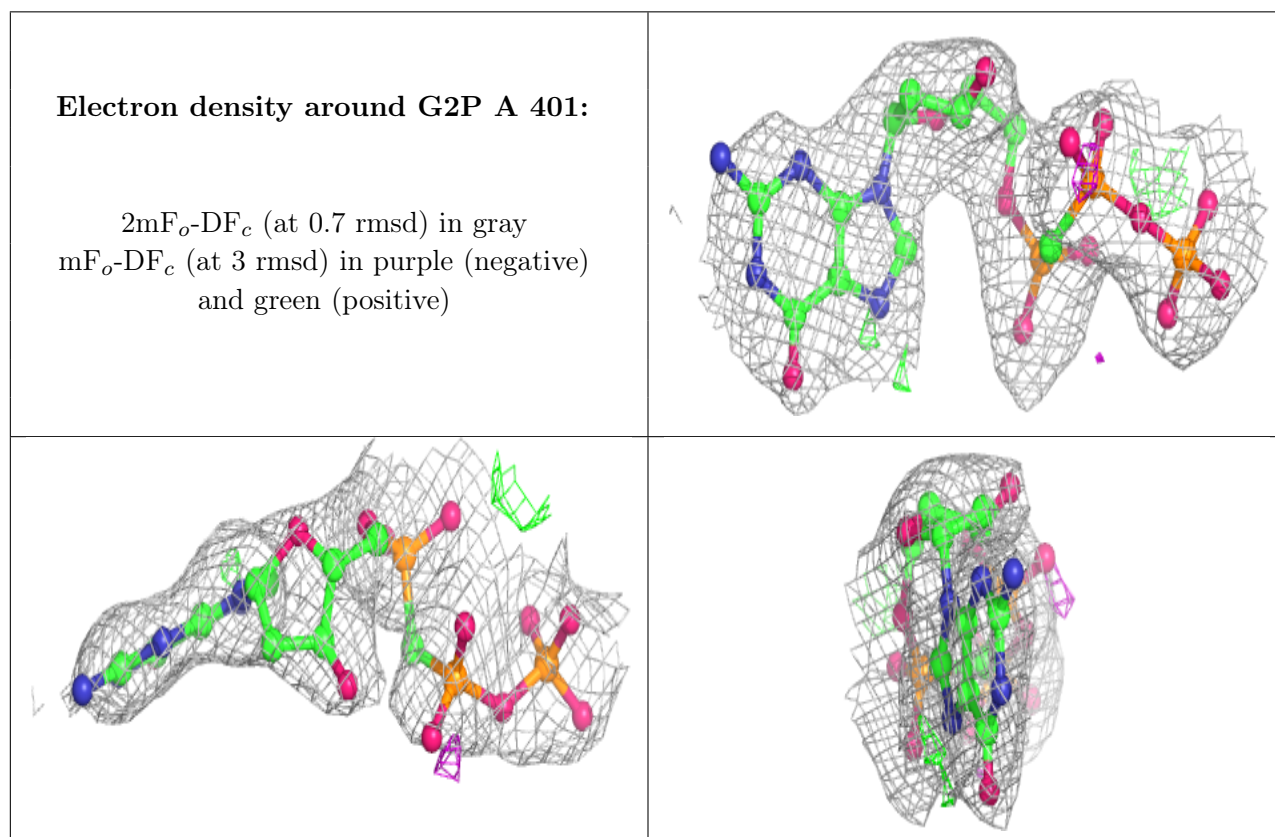 Electron density around G2P A 401:
2mFo-DFc (at 0.7 rmsd) in gray
mFo-DFc (at 3 rmsd) in purple (negative)
and green (positive)